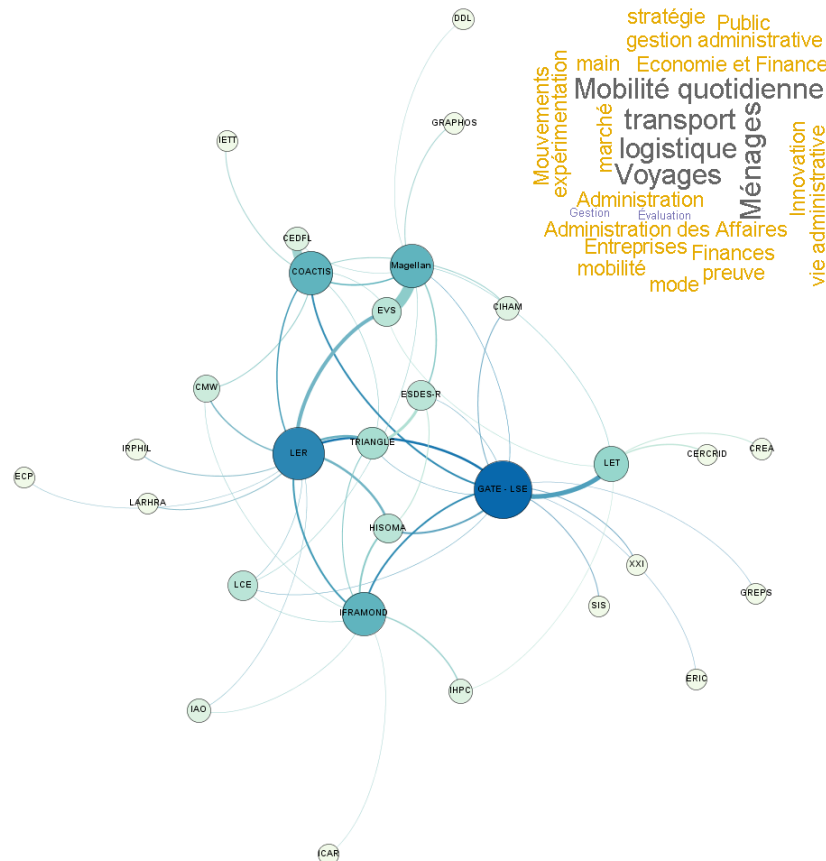 DDL
stratégie
Public
gestion administrative
main
Economie et Finance
Mobilité quotidienne
Mouvements
expérimentation
marché
transport
logistique
Voyages
Ménages
Innovation
vie administrative
Administration
Gestion
Évaluation
Administration des Affaires
Entreprises
Finances
mobilité
preuve
mode
GRAPHOS
IETT
CEDFL
COACTIS
Magellan
EVS
CIHAM
CMW
ESDES-R
IRPHIL
LER
TRIANGLE
LET
CERCRID
CREA
ECP
LARHRA
GATE - LSE
HISOMA
XXI
LCE
SIS
GREPS
IFRAMOND
ERIC
IHPC
IAO
ICAR